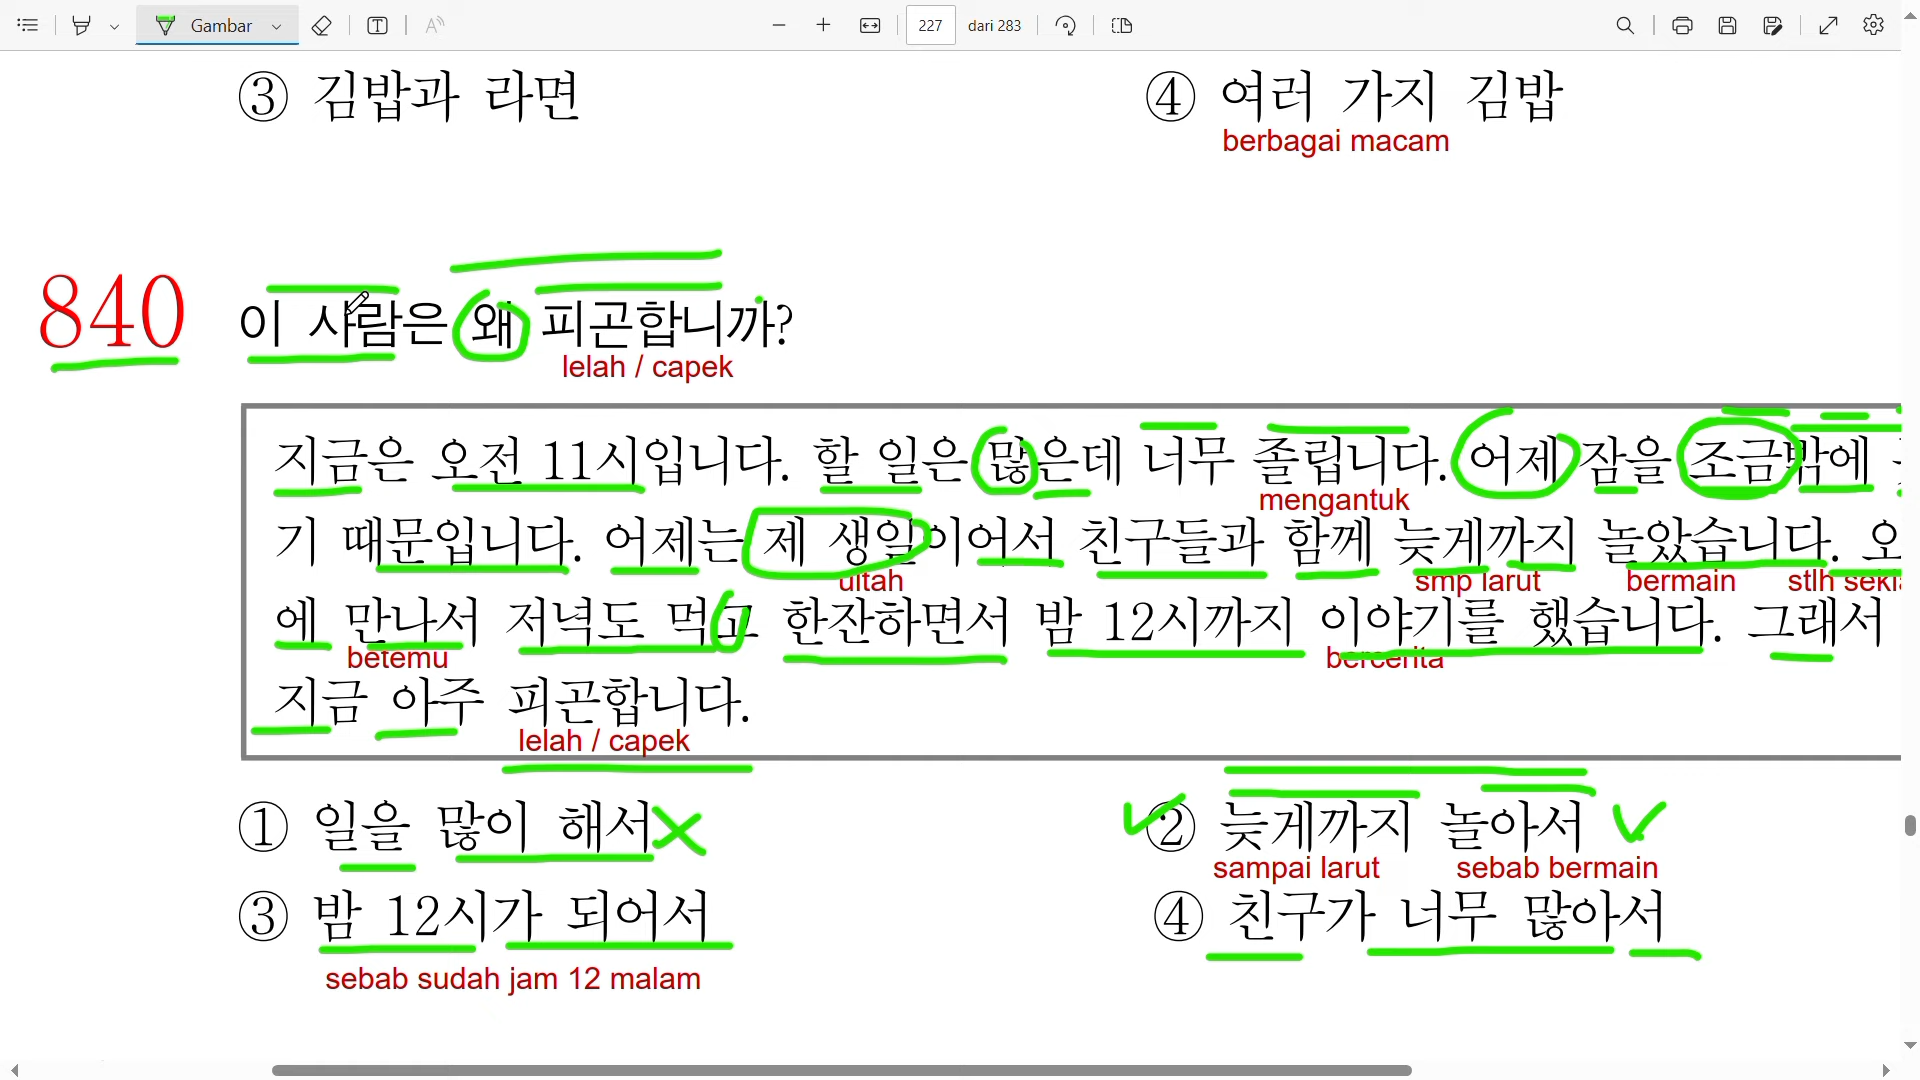 Gambar
227 dari 283
③ 김밥과 라면 ④ 여러 가지 김밥
berbagai macam
840 이 사람은 왜 피곤합니까?
lelah / capek
지금은 오전 11시입니다. 할 일은 많은데 너무 졸립니다. 어제 잠을 조금밖에
mengantuk
기 때문입니다. 어제는 제 생일이어서 친구들과 함께 늦게까지 놀았습니다. 오
ultah smp larut bermain stlh
에 만나서 저녁도 먹고 한잔하면서 밤 12시까지 이야기를 했습니다. 그래서
betemu bercerita
지금 아주 피곤합니다.
lelah / capek
① 일을 많이 해서 ② 늦게까지 놀아서
sampai larut sebab bermain
③ 밤 12시가 되어서 ④ 친구가 너무 많아서
sebab sudah jam 12 malam